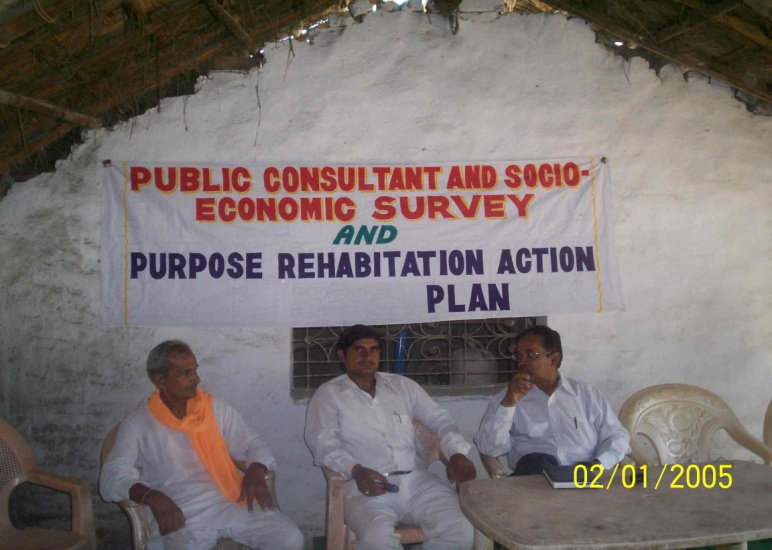 PUBLIC CONSULTANT AND SOCIO-
ECONOMIC SURVEY
AND
PURPOSE REHABITATION ACTION
PLAN
02/01/2005